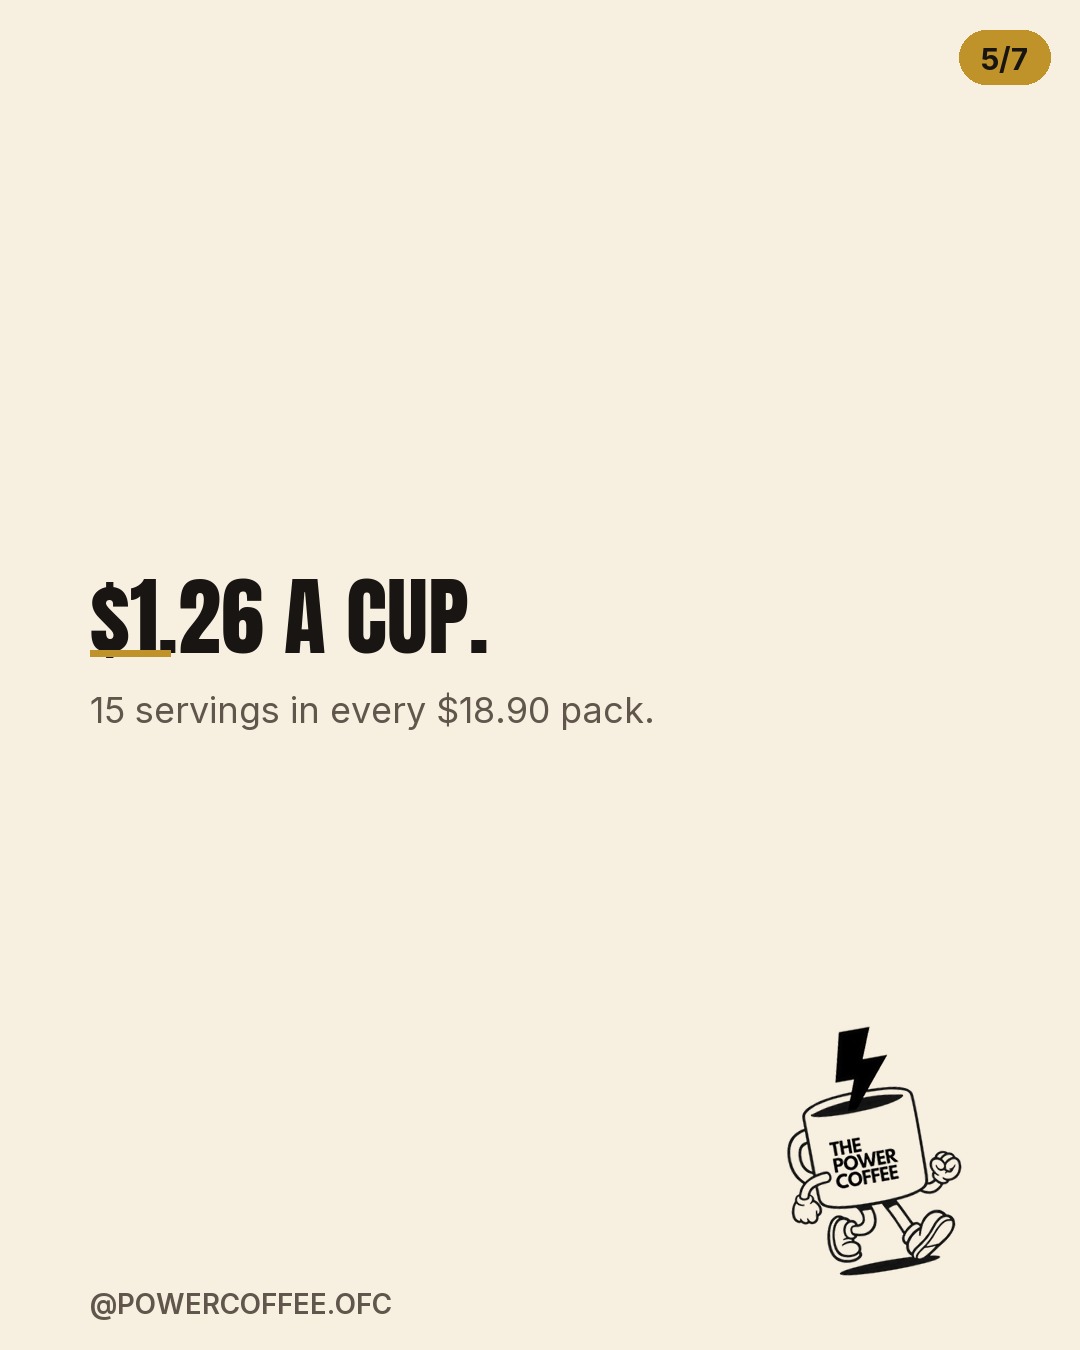 5/7
$1.26 A CUP.
15 servings in every $18.90 pack.
THE
POWER
COFFEE
@POWERCOFFEE.OFC